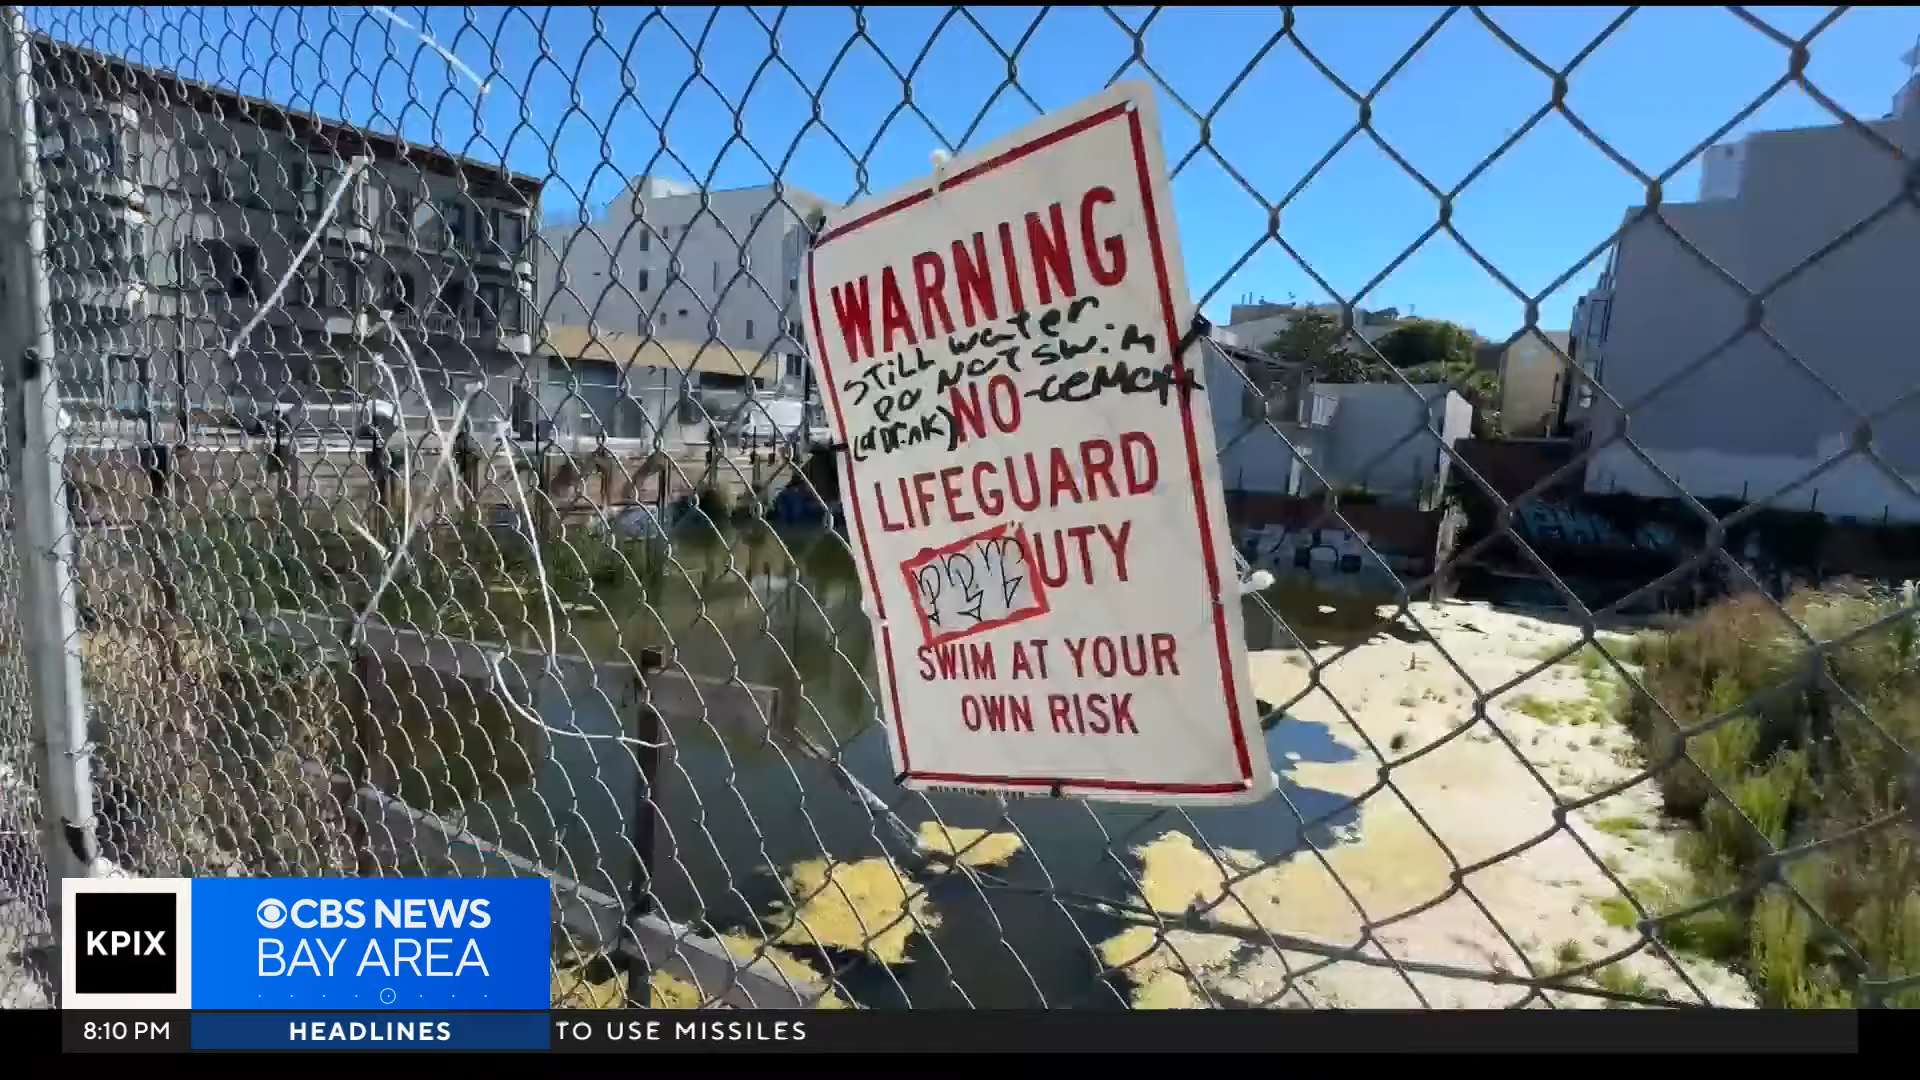 WARNING
STILL water
DO NOT SWiM
(drink) NO -cement
LIFEGUARD
UTY
SWIM AT YOUR
OWN RISK
KPIX
CBS NEWS
BAY AREA
8:10 PM
HEADLINES
TO USE MISSILES